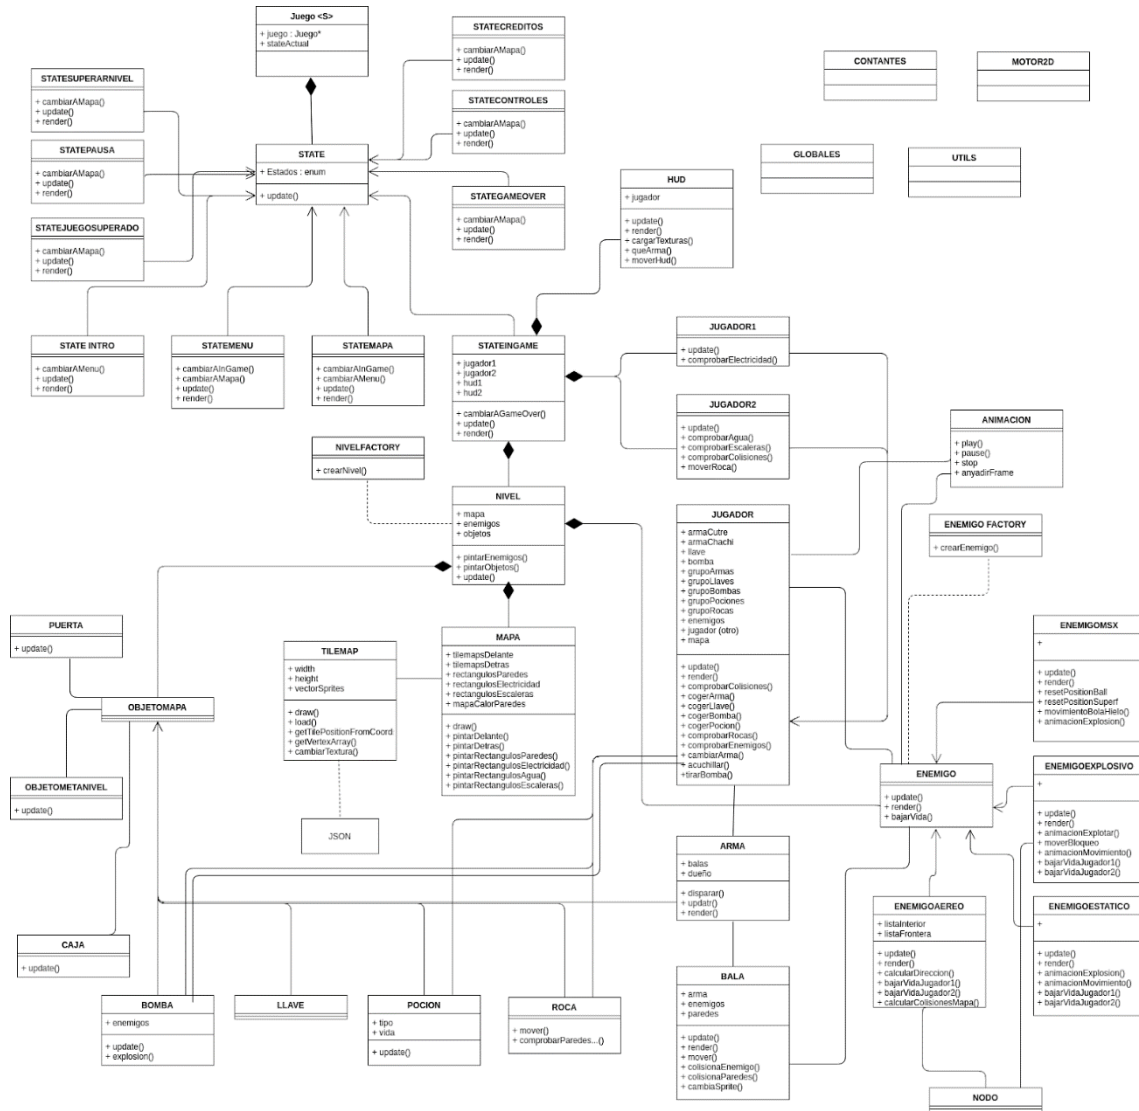 Juego <S>
+ juego : Juego*
+ stateActual
STATECREDITOS
+ cambiarAMapa()
+ update()
+ render()
CONTANTES
MOTOR2D
STATESUPERARNIVEL
+ cambiarAMapa()
+ update()
+ render()
STATECONTROLES
+ cambiarAMapa()
+ update()
+ render()
STATEPAUSA
+ cambiarAMapa()
+ update()
+ render()
STATE
+ Estados : enum
+ update()
GLOBALES
UTILS
HUD
+ jugador
+ update()
+ render()
+ cargarTexturas()
+ queArma()
+ moverHud()
STATEGAMEOVER
+ cambiarAMapa()
+ update()
+ render()
STATEJUEGOSUPERADO
+ cambiarAMapa()
+ update()
+ render()
STATE INTRO
+ cambiarAMenu()
+ update()
+ render()
STATEMENU
+ cambiarAInGame()
+ cambiarAMapa()
+ update()
+ render()
STATEMAPA
+ cambiarAInGame()
+ cambiarAMenu()
+ update()
+ render()
STATEINGAME
+ jugador1
+ jugador2
+ hud1
+ hud2
+ cambiarAGameOver()
+ update()
+ render()
JUGADOR1
+ update()
+ comprobarElectricidad()
JUGADOR2
+ update()
+ comprobarAgua()
+ comprobarEscaleras()
+ comprobarColisiones()
+ moverRoca()
ANIMACION
+ play()
+ pause()
+ stop
+ anyadirFrame
NIVELFACTORY
+ crearNivel()
NIVEL
+ mapa
+ enemigos
+ objetos
+ pintarEnemigos()
+ pintarObjetos()
+ update()
JUGADOR
+ armaCutre
+ armaChachi
+ llave
+ bomba
+ grupoArmas
+ grupoLlaves
+ grupoBombas
+ grupoPociones
+ grupoRocas
+ enemigos
+ jugador (otro)
+ mapa
+ update()
+ render()
+ comprobarColisiones()
+ cogerArma()
+ cogerLlave()
+ cogerBomba()
+ cogerPocion()
+ comprobarRocas()
+ comprobarEnemigos()
+ cambiarArma()
+ acuchillar()
+tirarBomba()
ENEMIGO FACTORY
+ crearEnemigo()
PUERTA
+ update()
TILEMAP
+ width
+ height
+ vectorSprites
+ draw()
+ load()
+ getTilePositionFromCoord
+ getVertexArray()
+ cambiarTextura()
MAPA
+ tilemapsDelante
+ tilemapsDetras
+ rectangulosParedes
+ rectangulosElectricidad
+ rectangulosEscaleras
+ mapaCalorParedes
+ draw()
+ pintarDelante()
+ pintarDetras()
+ pintarRectangulosParedes()
+ pintarRectangulosElectricidad()
+ pintarRectangulosAgua()
+ pintarRectangulosEscaleras()
ENEMIGOMSX
+
+ update()
+ render()
+ resetPositionBall
+ resetPositionSuperf
+ movimientoBolaHielo()
+ animacionExplosion()
OBJETOMAPA
OBJETOMETANIVEL
+ update()
JSON
ENEMIGO
+ update()
+ render()
+ bajarVida()
ENEMIGOEXPLOSIVO
+
+ update()
+ render()
+ animacionExplotar()
+ moverBloqueo
+ animacionMovimiento()
+ bajarVidaJugador1()
+ bajarVidaJugador2()
ARMA
+ balas
+ dueño
+ disparar()
+ updatr()
+ render()
ENEMIGOAEREO
+ listaInterior
+ listaFrontera
+ update()
+ render()
+ calcularDireccion()
+ bajarVidaJugador1()
+ bajarVidaJugador2()
+ calcularColisionesMapa()
ENEMIGOESTATICO
+
+ update()
+ render()
+ animacionExplosion()
+ animacionMovimiento()
+ bajarVidaJugador1()
+ bajarVidaJugador2()
CAJA
+ update()
BOMBA
+ enemigos
+ update()
+ explosion()
LLAVE
POCION
+ tipo
+ vida
+ update()
ROCA
+ mover()
+ comprobarParedes...()
BALA
+ arma
+ enemigos
+ paredes
+ update()
+ render()
+ mover()
+ colisionaEnemigo()
+ colisionaParedes()
+ cambiaSprite()
NODO